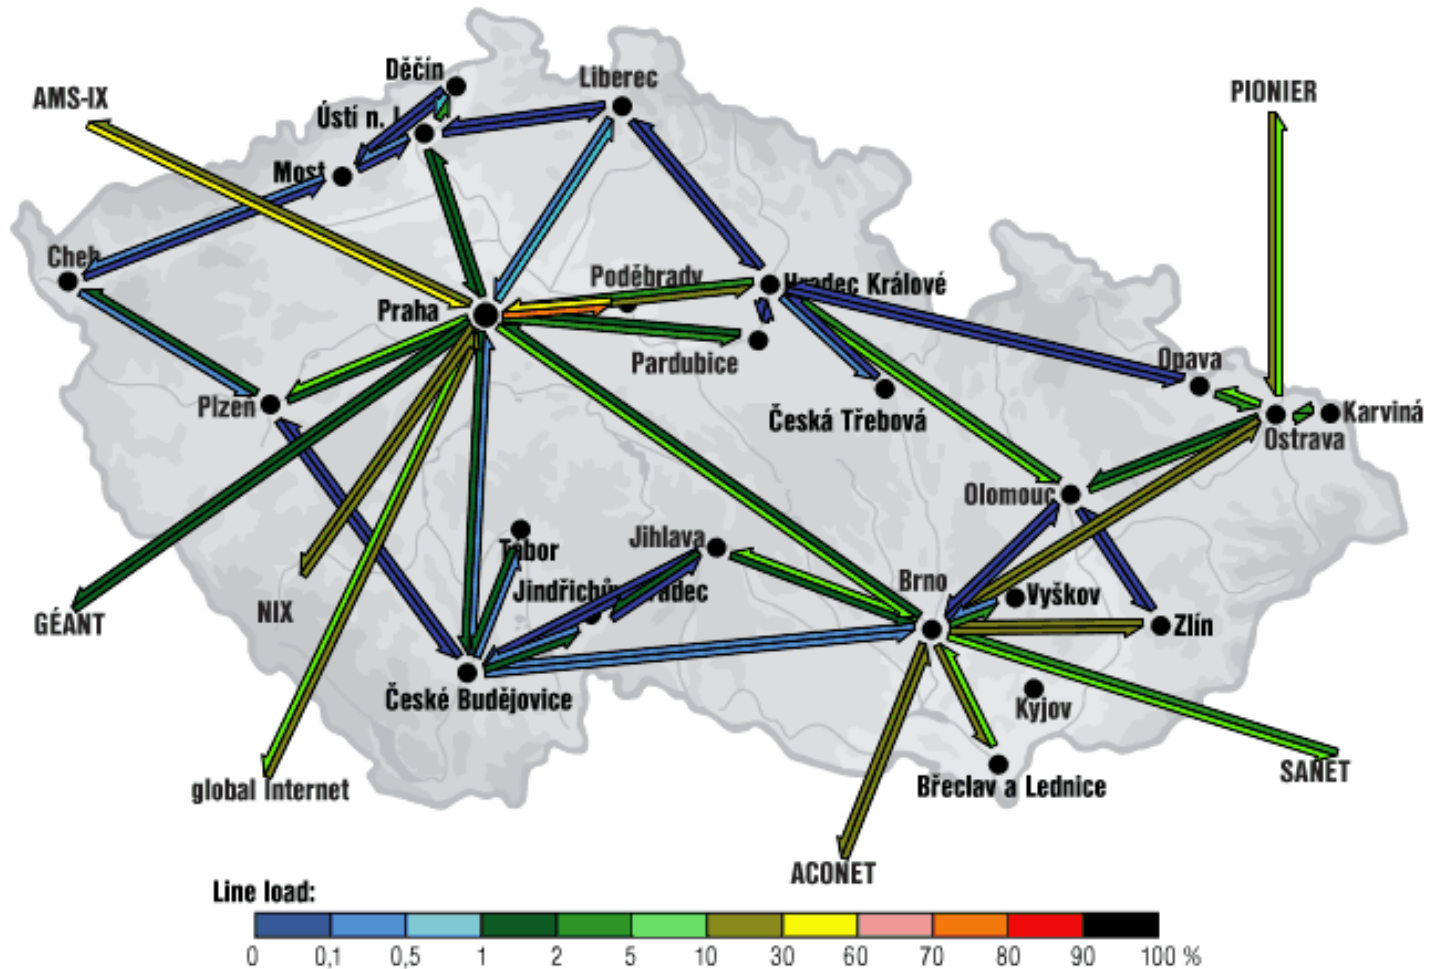 Děčín
Liberec
AMS-IX
PIONIER
Ústí n. L
Most
Cheb
Poděbrady
Hradec Králové
Praha
Pardubice
Opava
Plzeň
Česká Třebová
Karviná
Ostrava
Olomouc
Tábor
Jihlava
Jindřichův Hradec
Brno
Vyškov
NIX
GÉANT
Zlín
České Budějovice
Kyjov
global Internet
Břeclav a Lednice
SANET
ACONET
Line load:
0 0,1 0,5 1 2 5 10 30 60 70 80 90 100 %